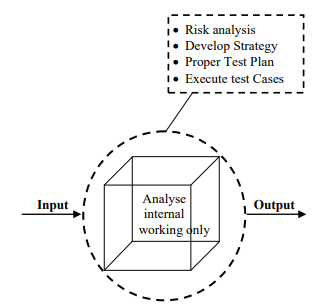 • Risk analysis
• Develop Strategy
• Proper Test Plan
• Execute test Cases
Input
Analyse
internal
working only
Output